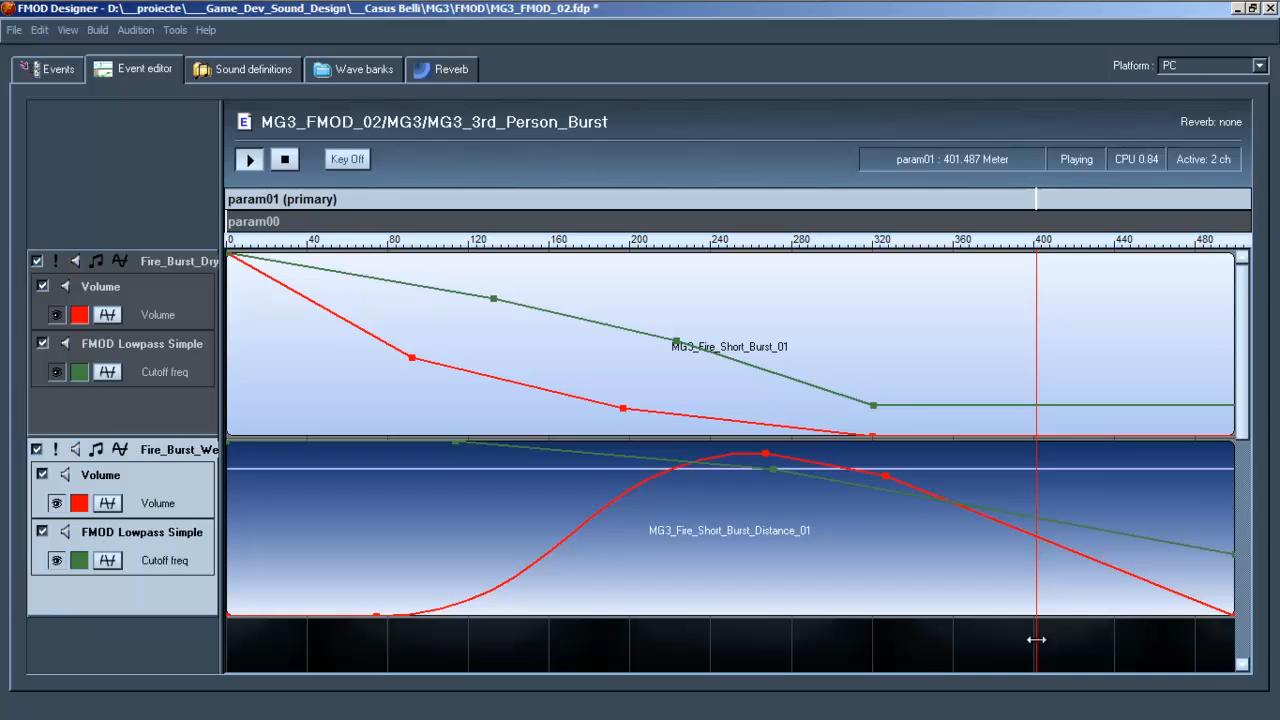 FMOD Designer - D:\__proiecte\__Game_Dev_Sound_Design\__Casus Belli\MG3\FMOD\MG3_FMOD_02.fdp *
File Edit View Build Audition Tools Help
Events Event editor Sound definitions Wave banks Reverb Platform : PC
E MG3_FMOD_02/MG3/MG3_3rd_Person_Burst Reverb: none
Key Off param01 : 401.487 Meter Playing CPU 0.84 Active: 2 ch
param01 (primary)
param00
0 40 80 120 160 200 240 280 320 360 400 440 480
Fire_Burst_Dry
Volume
Volume
FMOD Lowpass Simple
MG3_Fire_Short_Burst_01
Cutoff freq
Fire_Burst_We
Volume
Volume
FMOD Lowpass Simple
MG3_Fire_Short_Burst_Distance_01
Cutoff freq